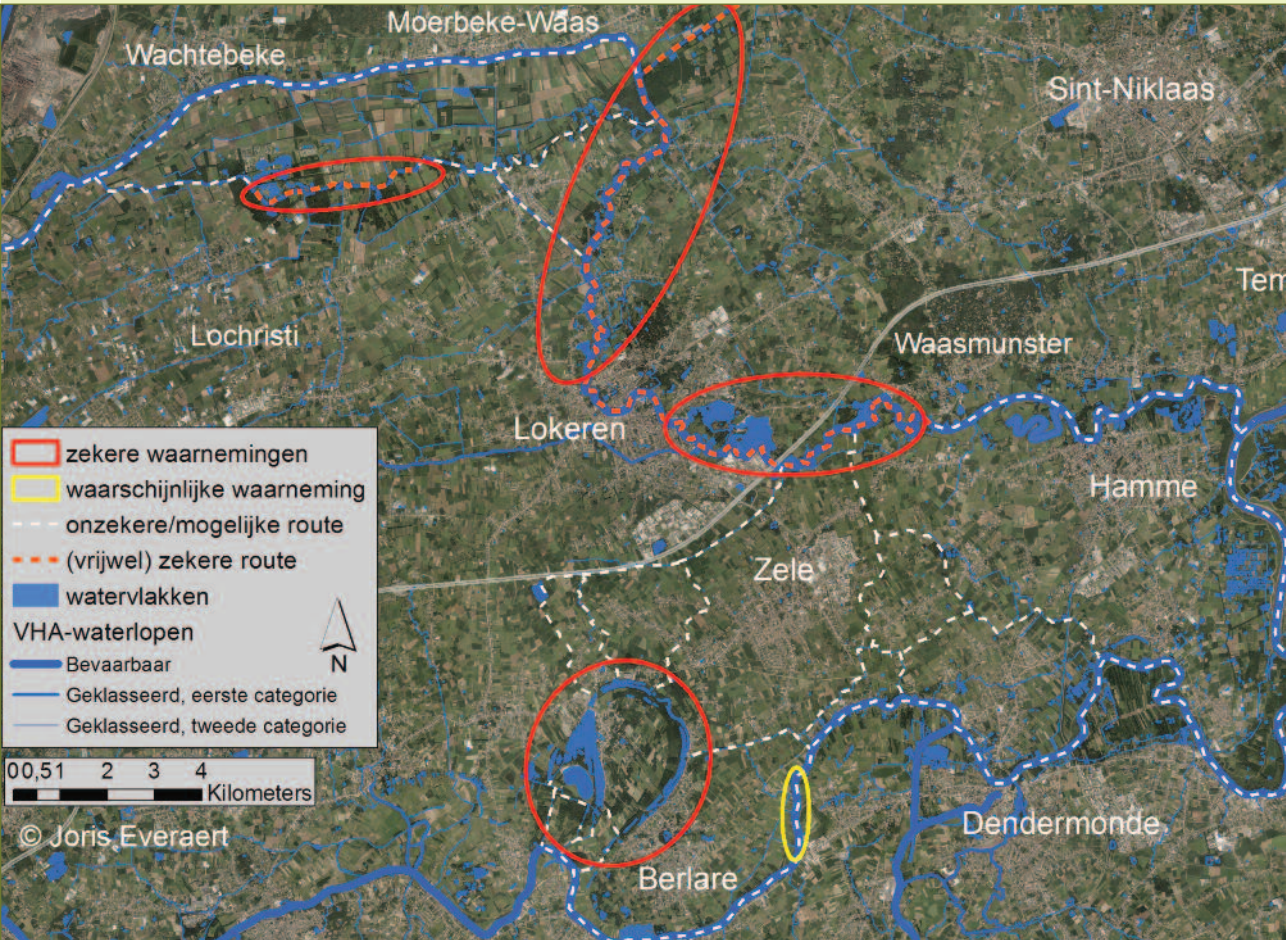 Moerbeke-Waas
Wachtebeke
Sint-Niklaas
Lochristi
Waasmunster
Lokeren
Hamme
Zele
zekere waarnemingen
waarschijnlijke waarneming
onzekere/mogelijke route
(vrijwel) zekere route
watervlakken
VHA-waterlopen
N
Bevaarbaar
Geklasseerd, eerste categorie
Geklasseerd, tweede categorie
0 0,5 1 2 3 4
Kilometers
© Joris Everaert
Dendermonde
Berlare
Tem